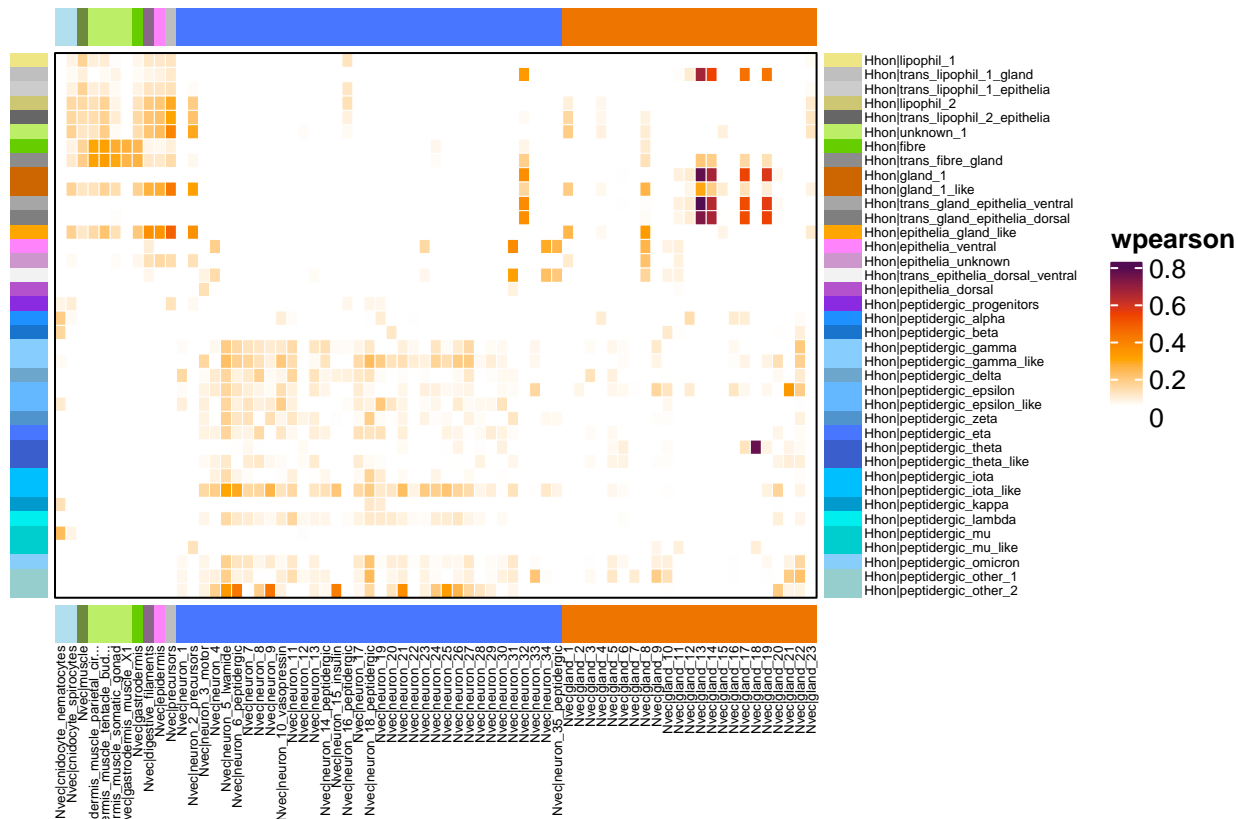 Hhon|lipophil_1
Hhon|trans_lipophil_1_gland
Hhon|trans_lipophil_1_epithelia
Hhon|lipophil_2
Hhon|trans_lipophil_2_epithelia
Hhon|unknown_1
Hhon|fibre
Hhon|trans_fibre_gland
Hhon|gland_1
Hhon|gland_1_like
Hhon|trans_gland_epithelia_ventral
Hhon|trans_gland_epithelia_dorsal
Hhon|epithelia_gland_like
Hhon|epithelia_ventral
Hhon|epithelia_unknown
Hhon|trans_epithelia_dorsal_ventral
Hhon|epithelia_dorsal
Hhon|peptidergic_progenitors
Hhon|peptidergic_alpha
Hhon|peptidergic_beta
Hhon|peptidergic_gamma
Hhon|peptidergic_gamma_like
Hhon|peptidergic_delta
Hhon|peptidergic_epsilon
Hhon|peptidergic_epsilon_like
Hhon|peptidergic_zeta
Hhon|peptidergic_eta
Hhon|peptidergic_theta
Hhon|peptidergic_theta_like
Hhon|peptidergic_iota
Hhon|peptidergic_iota_like
Hhon|peptidergic_kappa
Hhon|peptidergic_lambda
Hhon|peptidergic_mu
Hhon|peptidergic_mu_like
Hhon|peptidergic_omicron
Hhon|peptidergic_other_1
Hhon|peptidergic_other_2
wpearson
0.8
0.6
0.4
0.2
0
Nvec|cnidocyte_nematocytes
Nvec|cnidocyte_spirocytes
Nvec|muscle
dermis_muscle_parietal_cir...
ermis_muscle_tentacle_bud...
ermis_muscle_somatic_gonad
vec|gastrodermis_muscle_X1
Nvec|gastrodermis
Nvec|digestive_filaments
Nvec|epidermis
Nvec|precursors
Nvec|neuron_1
Nvec|neuron_2_precursors
Nvec|neuron_3_motor
Nvec|neuron_4
Nvec|neuron_5_lwamide
Nvec|neuron_6_peptidergic
Nvec|neuron_7
Nvec|neuron_8
Nvec|neuron_9
Nvec|neuron_10_vasopressin
Nvec|neuron_11
Nvec|neuron_12
Nvec|neuron_13
Nvec|neuron_14_peptidergic
Nvec|neuron_15_insulin
Nvec|neuron_16_peptidergic
Nvec|neuron_17
Nvec|neuron_18_peptidergic
Nvec|neuron_19
Nvec|neuron_20
Nvec|neuron_21
Nvec|neuron_22
Nvec|neuron_23
Nvec|neuron_24
Nvec|neuron_25
Nvec|neuron_26
Nvec|neuron_27
Nvec|neuron_28
Nvec|neuron_29
Nvec|neuron_30
Nvec|neuron_31
Nvec|neuron_32
Nvec|neuron_33
Nvec|neuron_34
Nvec|neuron_35_peptidergic
Nvec|gland_1
Nvec|gland_2
Nvec|gland_3
Nvec|gland_4
Nvec|gland_5
Nvec|gland_6
Nvec|gland_7
Nvec|gland_8
Nvec|gland_9
Nvec|gland_10
Nvec|gland_11
Nvec|gland_12
Nvec|gland_13
Nvec|gland_14
Nvec|gland_15
Nvec|gland_16
Nvec|gland_17
Nvec|gland_18
Nvec|gland_19
Nvec|gland_20
Nvec|gland_21
Nvec|gland_22
Nvec|gland_23